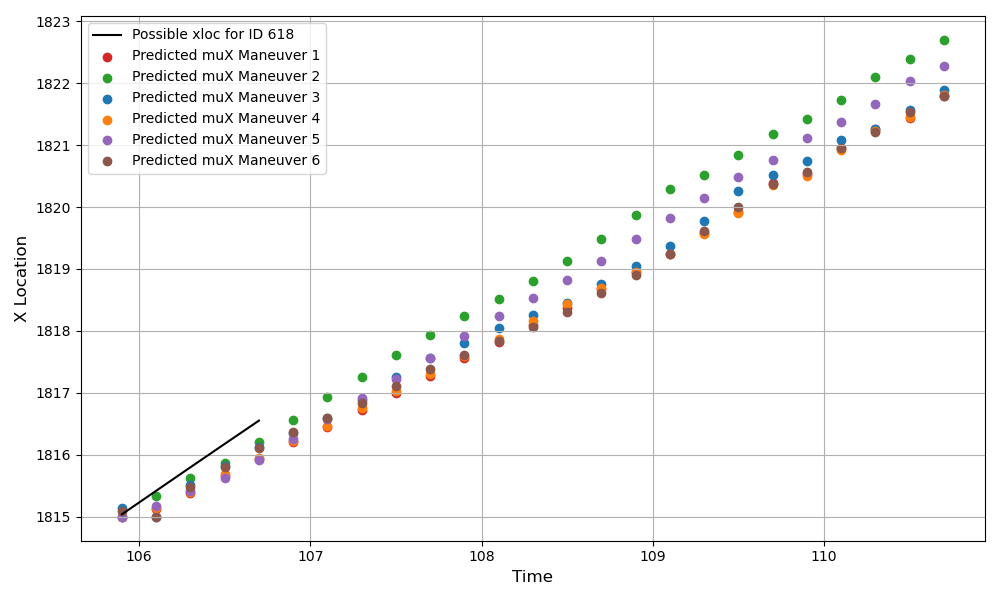 1823
1822
1821
1820
1819
1818
1817
1816
1815
X Location
Possible xloc for ID 618
Predicted muX Maneuver 1
Predicted muX Maneuver 2
Predicted muX Maneuver 3
Predicted muX Maneuver 4
Predicted muX Maneuver 5
Predicted muX Maneuver 6
106 107 108 109 110
Time